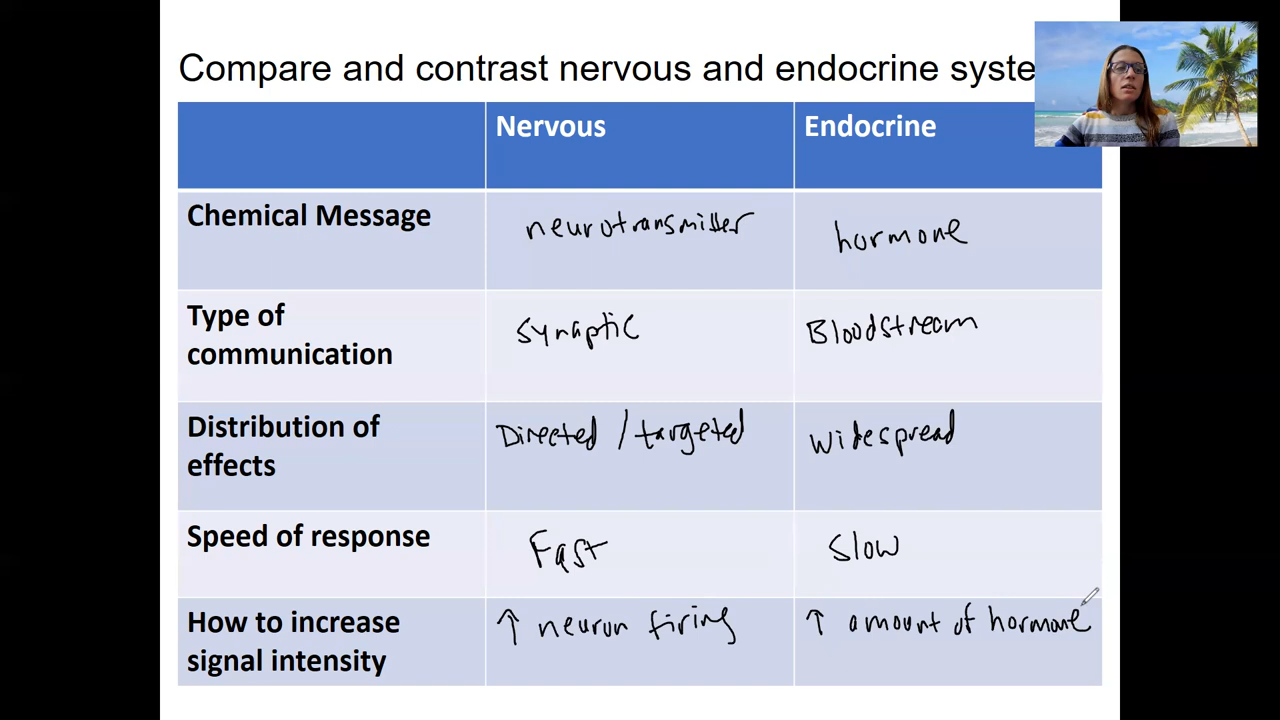 Compare and contrast nervous and endocrine syste
Nervous Endocrine
Chemical Message neurotransmitter hormone
Type of
communication
synaptic Bloodstream
Distribution of
effects
Directed / targeted widespread
Speed of response Fast Slow
How to increase
signal intensity
↑ neuron firing ↑ amount of hormone